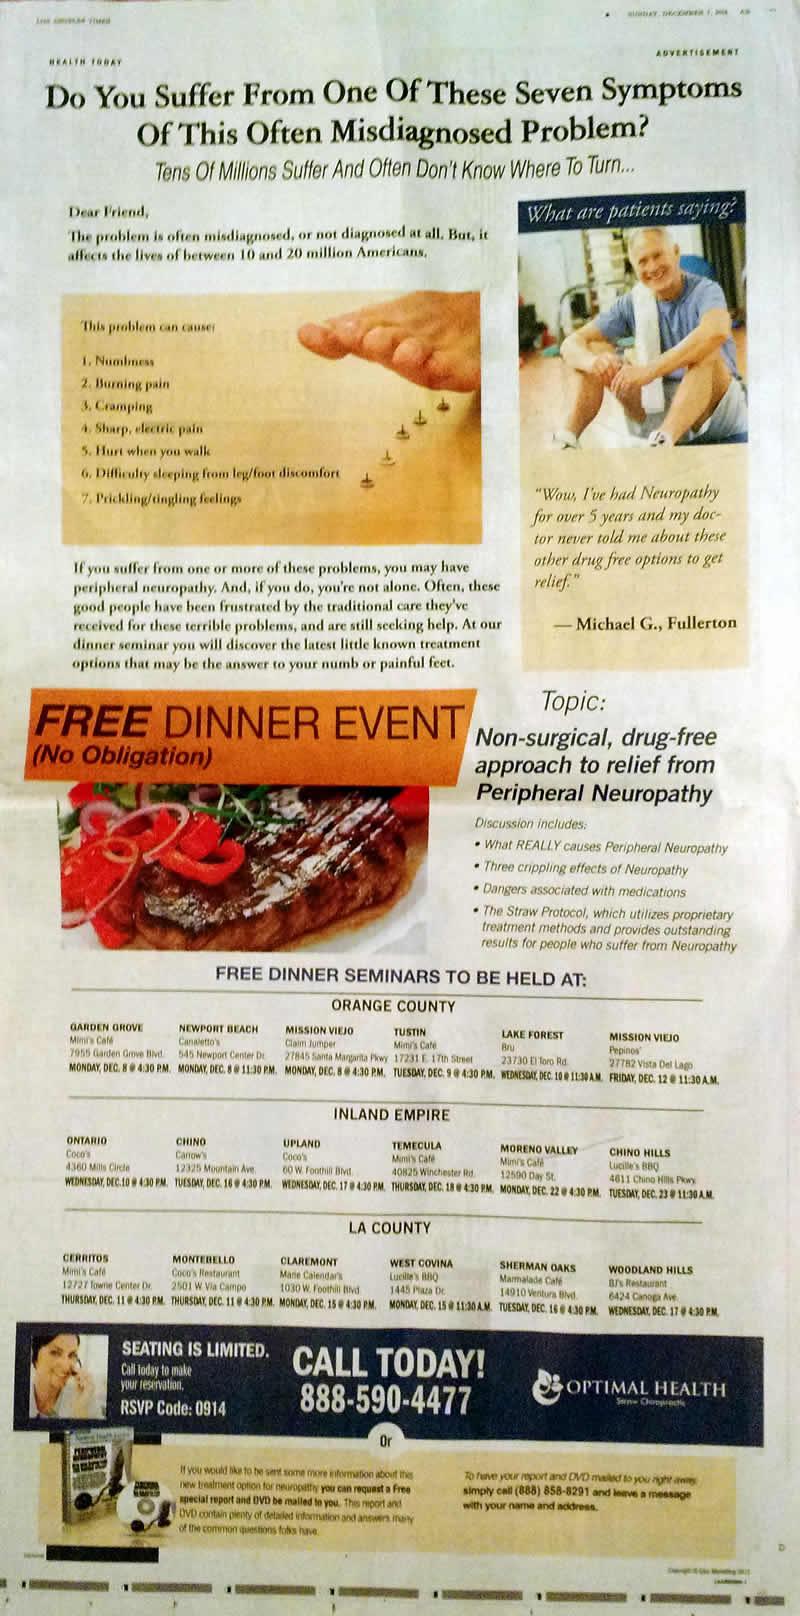 LOS ANGELES TIMES
SUNDAY, DECEMBER 7, 2014
HEALTH TODAY
ADVERTISEMENT
Do You Suffer From One Of These Seven Symptoms
Of This Often Misdiagnosed Problem?
Tens Of Millions Suffer And Often Don't Know Where To Turn...
Dear Friend,
The problem is often misdiagnosed, or not diagnosed at all. But, it
affects the lives of between 10 and 20 million Americans.
This problem can cause:
1. Numbness
2. Burning pain
3. Cramping
4. Sharp, electric pain
5. Hurt when you walk
6. Difficulty sleeping from leg/foot discomfort
7. Prickling/tingling feelings
What are patients saying?
"Wow, I've had Neuropathy
for over 5 years and my doc-
tor never told me about these
other drug free options to get
relief."
— Michael G., Fullerton
If you suffer from one or more of these problems, you may have
peripheral neuropathy. And, if you do, you're not alone. Often, these
good people have been frustrated by the traditional care they've
received for these terrible problems, and are still seeking help. At our
dinner seminar you will discover the latest little known treatment
options that may be the answer to your numb or painful feet.
FREE DINNER EVENT
(No Obligation)
Topic:
Non-surgical, drug-free
approach to relief from
Peripheral Neuropathy
Discussion includes:
• What REALLY causes Peripheral Neuropathy
• Three crippling effects of Neuropathy
• Dangers associated with medications
• The Straw Protocol, which utilizes proprietary
treatment methods and provides outstanding
results for people who suffer from Neuropathy
FREE DINNER SEMINARS TO BE HELD AT:
ORANGE COUNTY
GARDEN GROVE
Mimi's Café
7955 Garden Grove Blvd.
MONDAY, DEC. 8 @ 4:30 P.M.
NEWPORT BEACH
Canaletto's
545 Newport Center Dr.
MONDAY, DEC. 8 @ 11:30 P.M.
MISSION VIEJO
Claim Jumper
27845 Santa Margarita Pkwy
MONDAY, DEC. 8 @ 4:30 P.M.
TUSTIN
Mimi's Café
17231 E. 17th Street
TUESDAY, DEC. 9 @ 4:30 P.M.
LAKE FOREST
Bru
23730 El Toro Rd.
WEDNESDAY, DEC. 10 @ 11:30 A.M.
MISSION VIEJO
Pepinos'
27782 Vista Del Lago
FRIDAY, DEC. 12 @ 11:30 A.M.
INLAND EMPIRE
ONTARIO
Coco's
4360 Mills Circle
WEDNESDAY, DEC.10 @ 4:30 P.M.
CHINO
Carrow's
12325 Mountain Ave.
TUESDAY, DEC. 16 @ 4:30 P.M.
UPLAND
Coco's
60 W. Foothill Blvd.
WEDNESDAY, DEC. 17 @ 4:30 P.M.
TEMECULA
Mimi's Café
40825 Winchester Rd.
THURSDAY, DEC. 18 @ 4:30 P.M.
MORENO VALLEY
Mimi's Café
12590 Day St.
MONDAY, DEC. 22 @ 4:30 P.M.
CHINO HILLS
Lucille's BBQ
4611 Chino Hills Pkwy.
TUESDAY, DEC. 23 @ 11:30 A.M.
LA COUNTY
CERRITOS
Mimi's Café
12727 Towne Center Dr.
THURSDAY, DEC. 11 @ 4:30 P.M.
MONTEBELLO
Coco's Restaurant
2501 W. Via Campo
THURSDAY, DEC. 11 @ 4:30 P.M.
CLAREMONT
Marie Calendar's
1030 W. Foothill Blvd.
MONDAY, DEC. 15 @ 4:30 P.M.
WEST COVINA
Lucille's BBQ
1445 Plaza Dr.
MONDAY, DEC. 15 @ 11:30 A.M.
SHERMAN OAKS
Marmalade Café
14910 Ventura Blvd.
TUESDAY, DEC. 16 @ 4:30 P.M.
WOODLAND HILLS
BJ's Restaurant
6424 Canoga Ave.
WEDNESDAY, DEC. 17 @ 4:30 P.M.
SEATING IS LIMITED.
Call today to make
your reservation.
RSVP Code: 0914
CALL TODAY!
888-590-4477
OPTIMAL HEALTH
Straw Chiropractic
Or
If you would like to be sent some more information about this
new treatment option for neuropathy you can request a Free
special report and DVD be mailed to you. This report and
DVD contain plenty of detailed information and answers many
of the common questions folks have.
To have your report and DVD mailed to you right away
simply call (888) 858-8291 and leave a message
with your name and address.
D